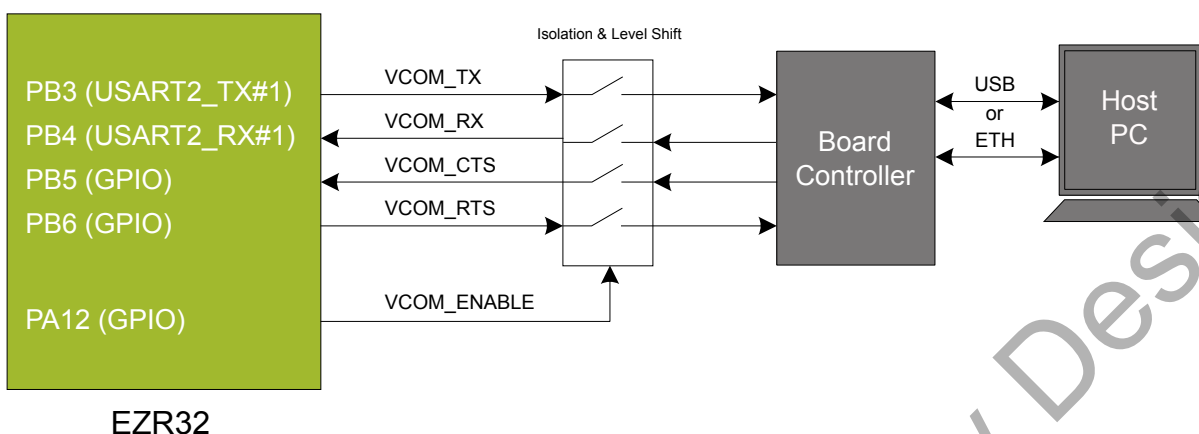 Isolation & Level Shift
PB3 (USART2_TX#1)
VCOM_TX
PB4 (USART2_RX#1)
VCOM_RX
PB5 (GPIO)
VCOM_CTS
PB6 (GPIO)
VCOM_RTS
PA12 (GPIO)
VCOM_ENABLE
Board
Controller
USB
or
ETH
Host
PC
EZR32